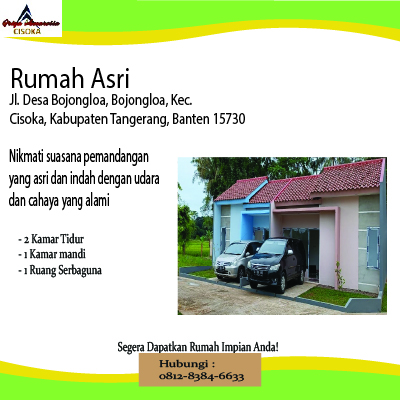 CISOKA
Rumah Asri
Jl. Desa Bojongloa, Bojongloa, Kec.
Cisoka, Kabupaten Tangerang, Banten 15730
Nikmati suasana pemandangan
yang asri dan indah dengan udara
dan cahaya yang alami
- 2 Kamar Tidur
- 1 Kamar mandi
- 1 Ruang Serbaguna
Segera Dapatkan Rumah Impian Anda!
Hubungi :
0812-8384-6633